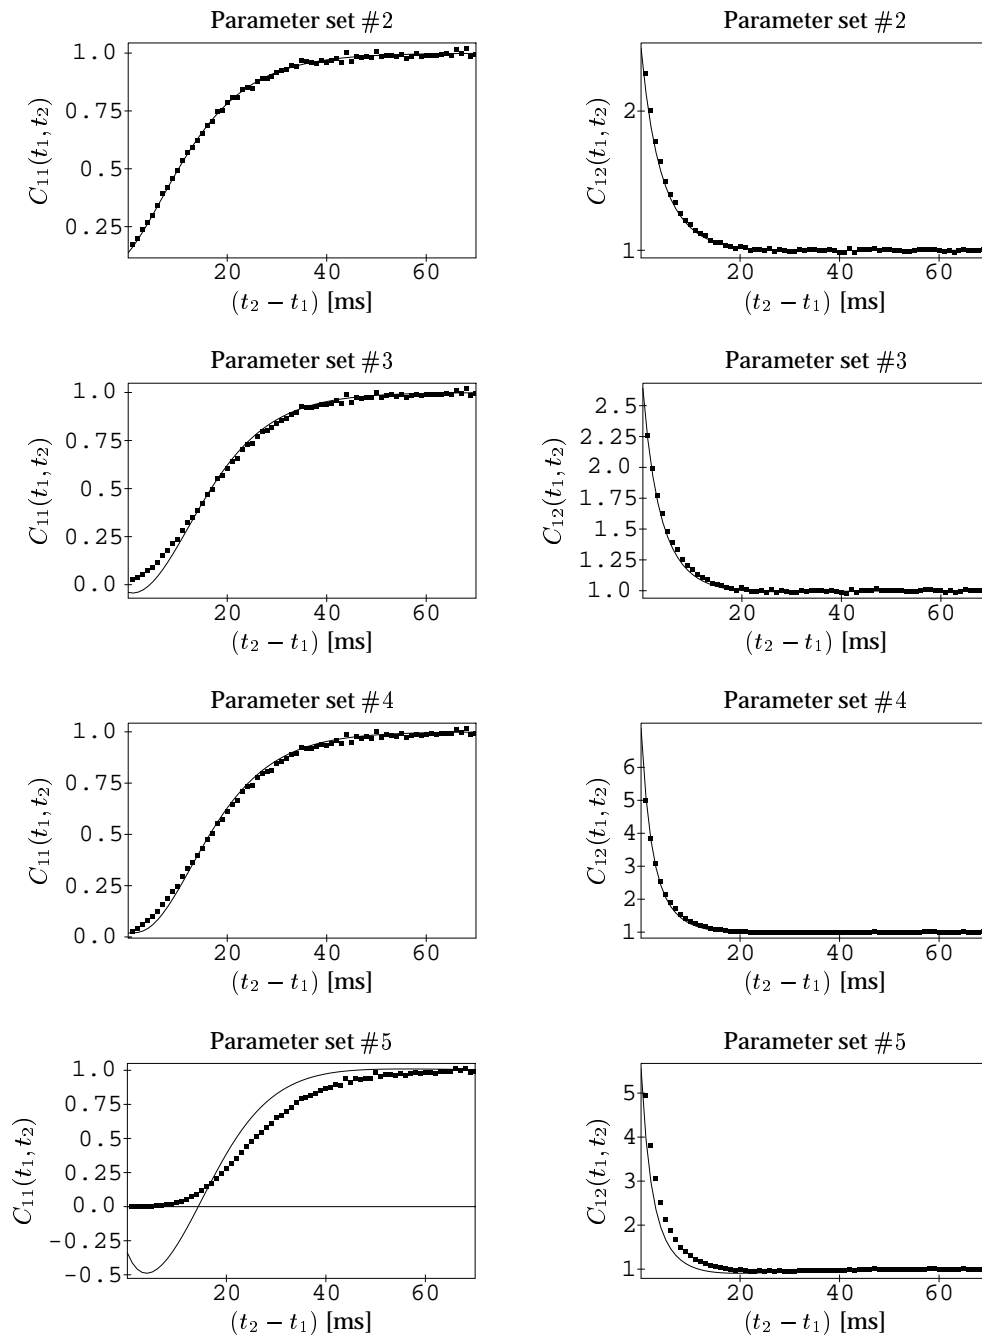 Parameter set #2
1.0
0.75
0.5
0.25
C11(t1, t2)
20 40 60
(t2 − t1) [ms]
Parameter set #2
2
1
C12(t1, t2)
20 40 60
(t2 − t1) [ms]
Parameter set #3
1.0
0.75
0.5
0.25
0.0
C11(t1, t2)
20 40 60
(t2 − t1) [ms]
Parameter set #3
2.5
2.25
2.0
1.75
1.5
1.25
1.0
C12(t1, t2)
20 40 60
(t2 − t1) [ms]
Parameter set #4
1.0
0.75
0.5
0.25
0.0
C11(t1, t2)
20 40 60
(t2 − t1) [ms]
Parameter set #4
6
5
4
3
2
1
C12(t1, t2)
20 40 60
(t2 − t1) [ms]
Parameter set #5
1.0
0.75
0.5
0.25
0.0
-0.25
-0.5
C11(t1, t2)
20 40 60
(t2 − t1) [ms]
Parameter set #5
5
4
3
2
1
C12(t1, t2)
20 40 60
(t2 − t1) [ms]